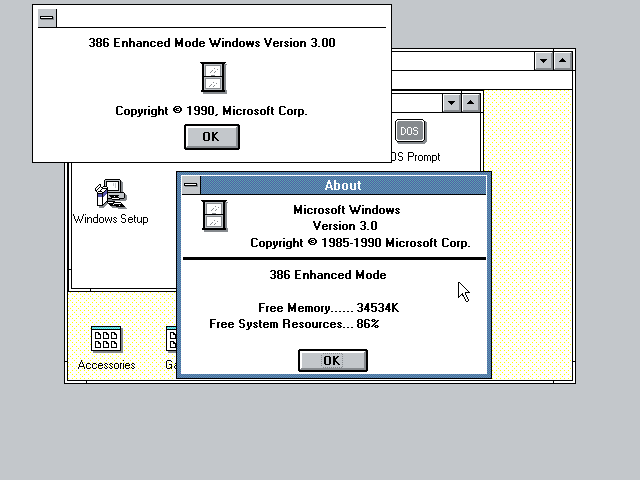 386 Enhanced Mode Windows Version 3.00
Copyright © 1990, Microsoft Corp.
OK
DOS
OS Prompt
Windows Setup
About
Microsoft Windows
Version 3.0
Copyright © 1985-1990 Microsoft Corp.
386 Enhanced Mode
Free Memory...... 34534K
Free System Resources... 86%
OK
Accessories
Ga